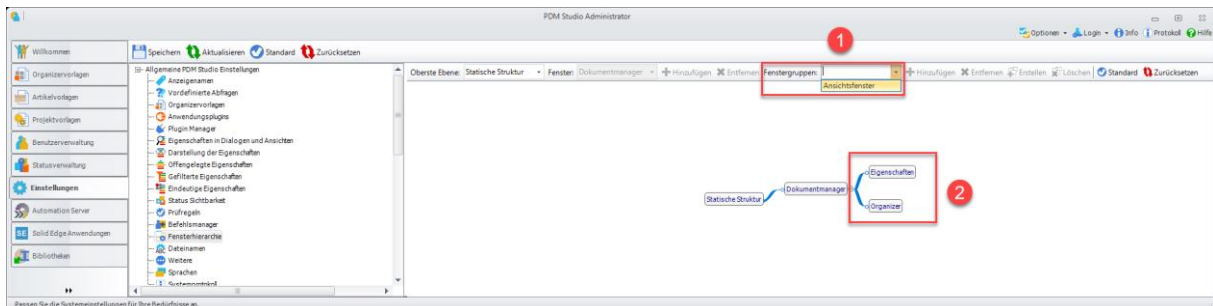 PDM Studio Administrator
Optionen Login Info Protokoll Hilfe
Willkommen
Organizervorlagen
Artikelvorlagen
Projektvorlagen
Benutzerverwaltung
Statusverwaltung
Einstellungen
Automation Server
SE Solid Edge Anwendungen
Bibliotheken
Speichern Aktualisieren Standard Zurücksetzen
Allgemeine PDM Studio Einstellungen
Anzeigenamen
Vordefinierte Abfragen
Organizervorlagen
Anwendungsplugins
Plugin Manager
Eigenschaften in Dialogen und Ansichten
Darstellung der Eigenschaften
Offengelegte Eigenschaften
Gefilterte Eigenschaften
Eindeutige Eigenschaften
Status Sichtbarkeit
Prüfregeln
Befehlsmanager
Fensterhierarchie
Dateinamen
Weitere
Sprachen
Systemprotokoll
Oberste Ebene: Statische Struktur Fenster: Dokumentmanager Hinzufügen Entfernen Fenstergruppen: Hinzufügen Entfernen Erstellen Löschen Standard Zurücksetzen
Ansichtsfenster
1
Statische Struktur
Dokumentmanager
Eigenschaften
Organizer
2
Passen Sie die Systemeinstellungen für Ihre Bedürfnisse an.